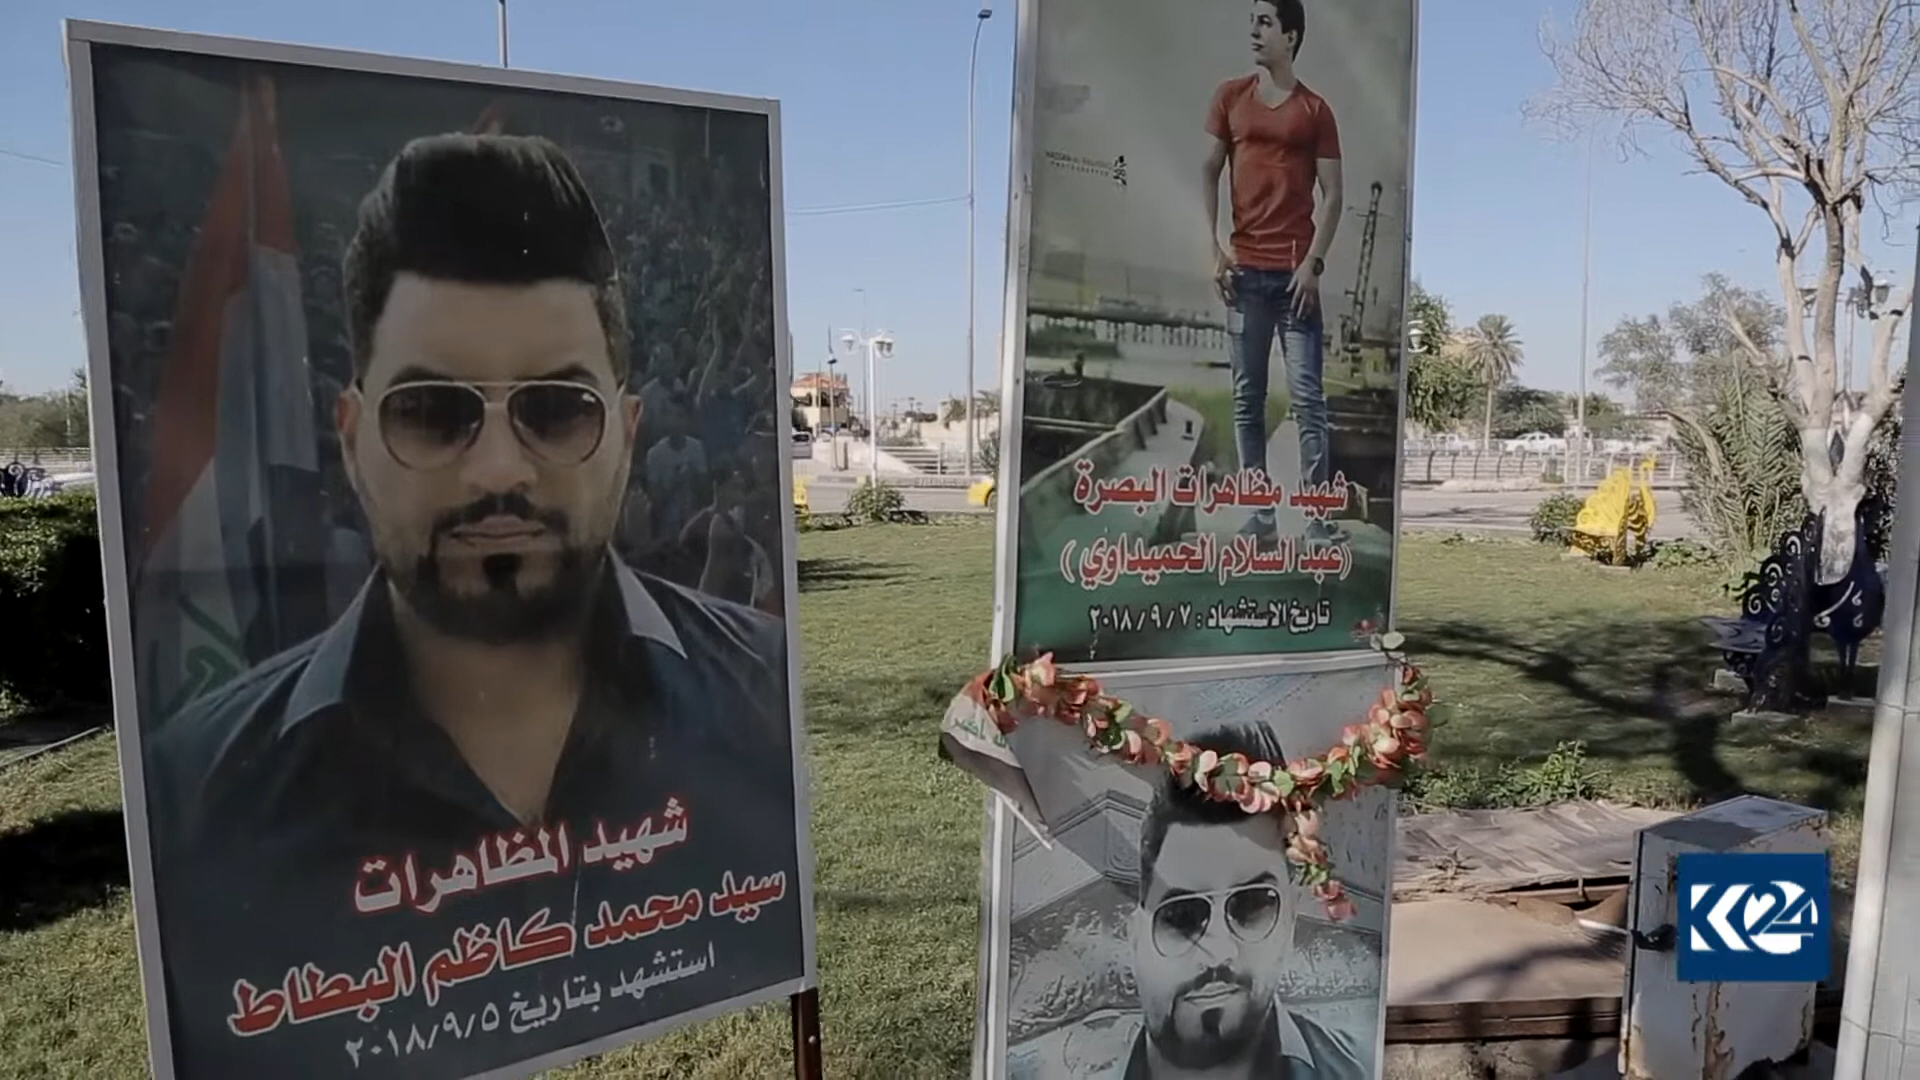 شهيد المظاهرات
سيد محمد كاظم البطاط
استشهد بتاريخ ٢٠١٨/٩/٥
شهيد مظاهرات البصرة
(عبد السلام الحميداوي)
تاريخ الاستشهاد : ٢٠١٨/٩/٧
PHOTOGRAPHER
K24